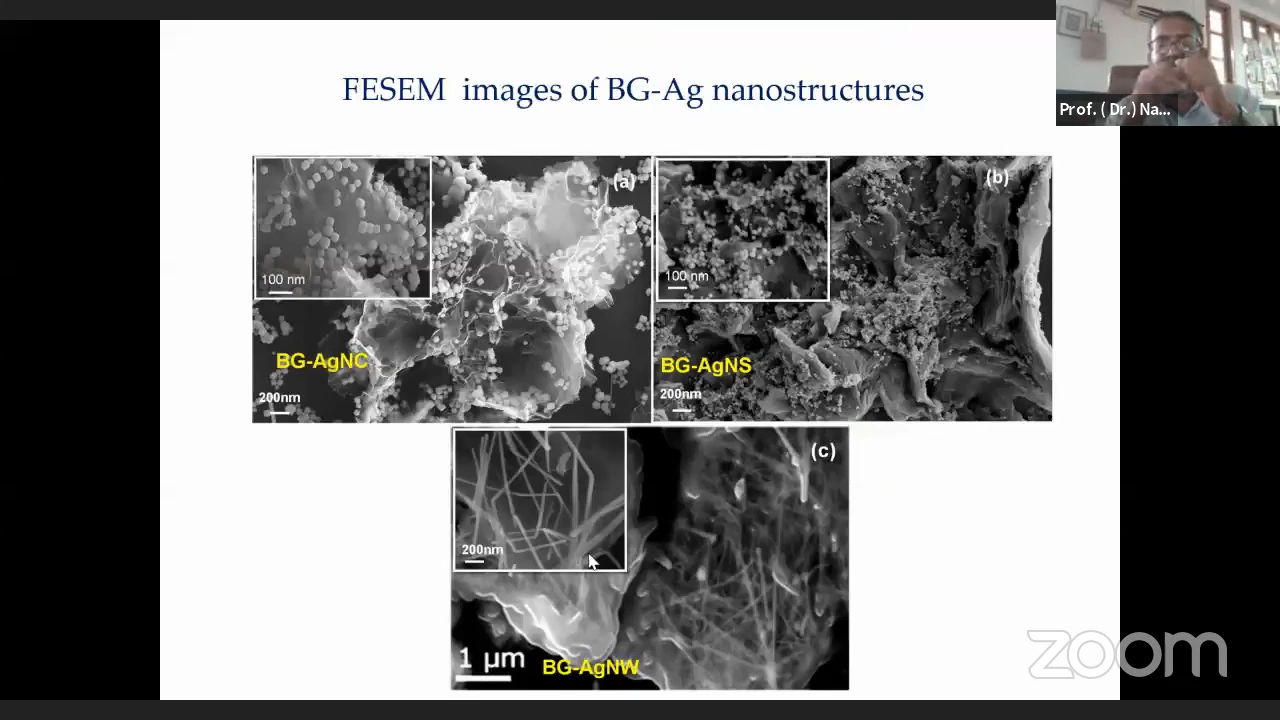 Prof. ( Dr.) Na...
FESEM images of BG-Ag nanostructures
(a)
100 nm
BG-AgNC
200nm
(b)
100 nm
BG-AgNS
200nm
(c)
200nm
1 µm
BG-AgNW
zoom